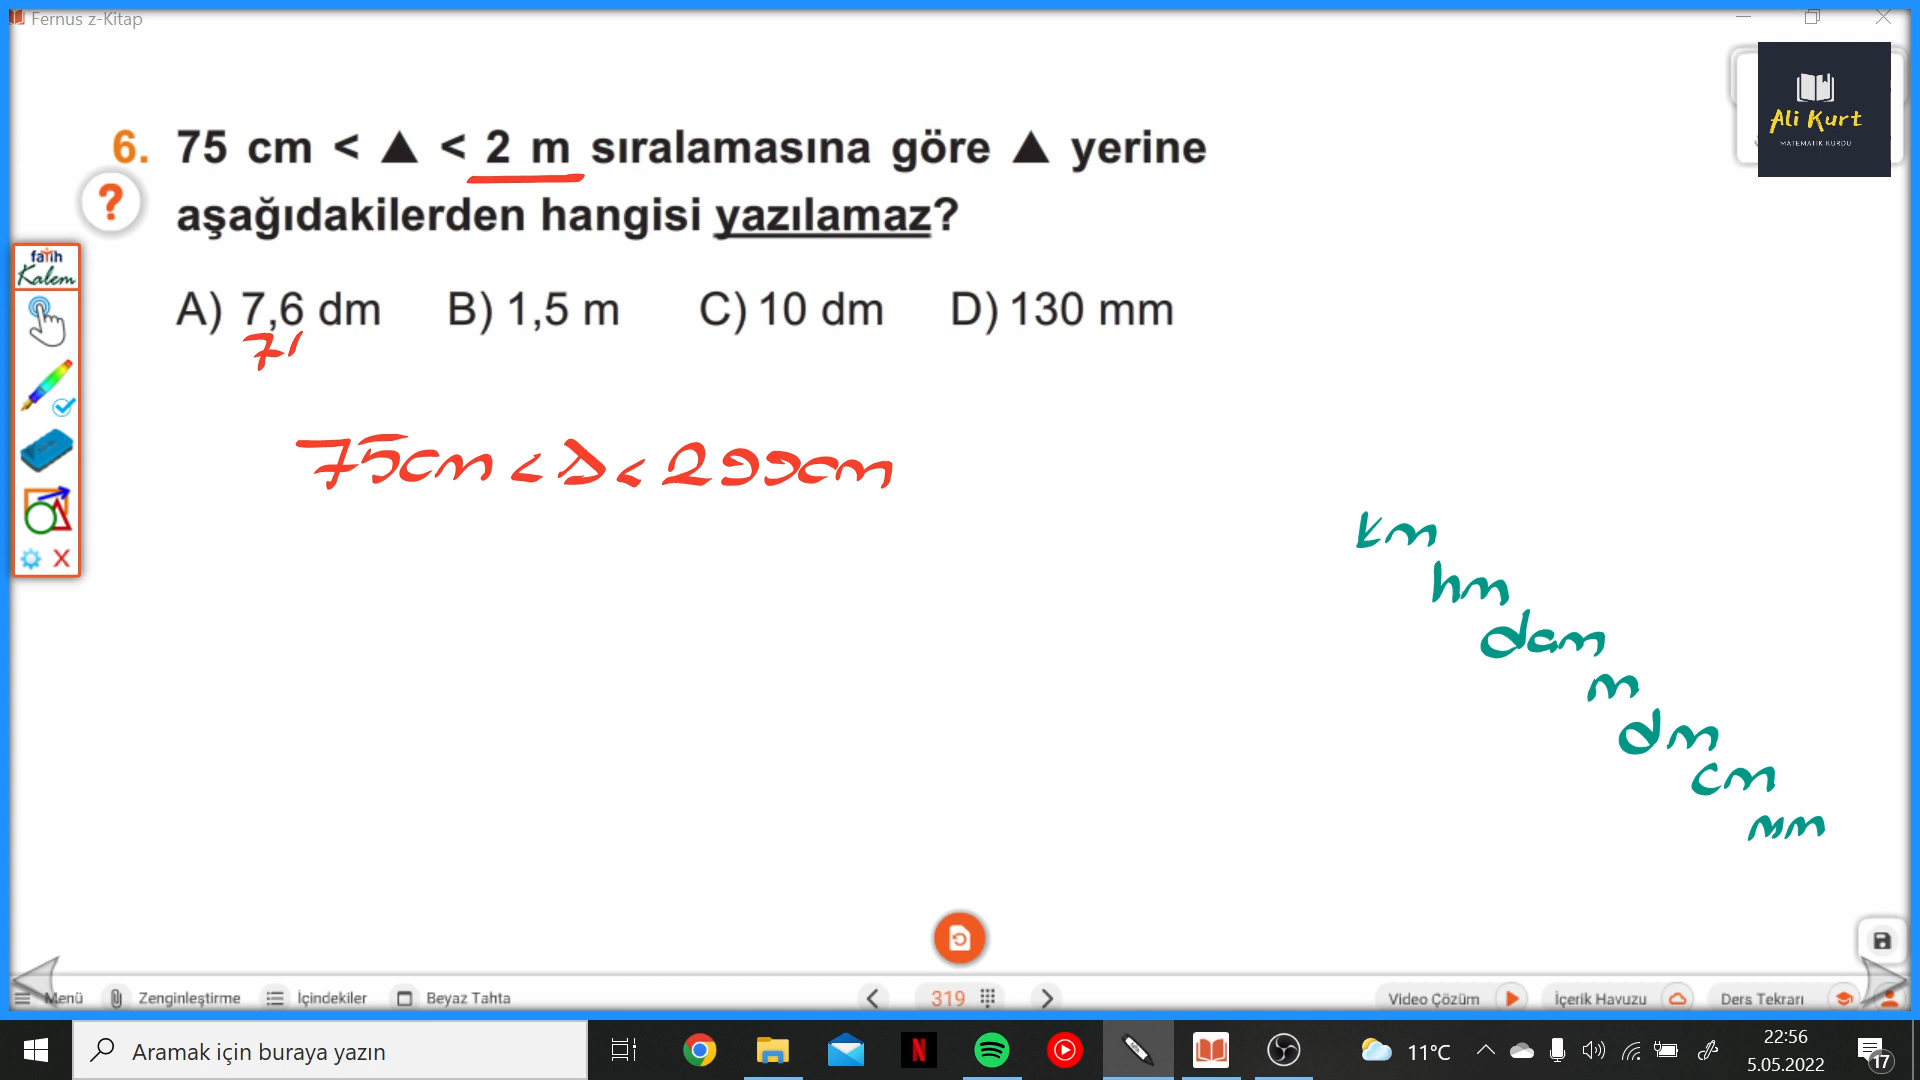 Fernus z-Kitap
Ali Kurt
MATEMATİK KURDU
6. 75 cm < ▲ < 2 m sıralamasına göre ▲ yerine
aşağıdakilerden hangisi yazılamaz?
fatih
Kalem
A) 7,6 dm B) 1,5 m C) 10 dm D) 130 mm
75cm < Δ < 200cm
km
hm
dam
m
dm
cm
mm
Menü Zenginleştirme İçindekiler Beyaz Tahta 319 Video Çözüm İçerik Havuzu Ders Tekrarı
Aramak için buraya yazın
11°C
22:56
5.05.2022
17